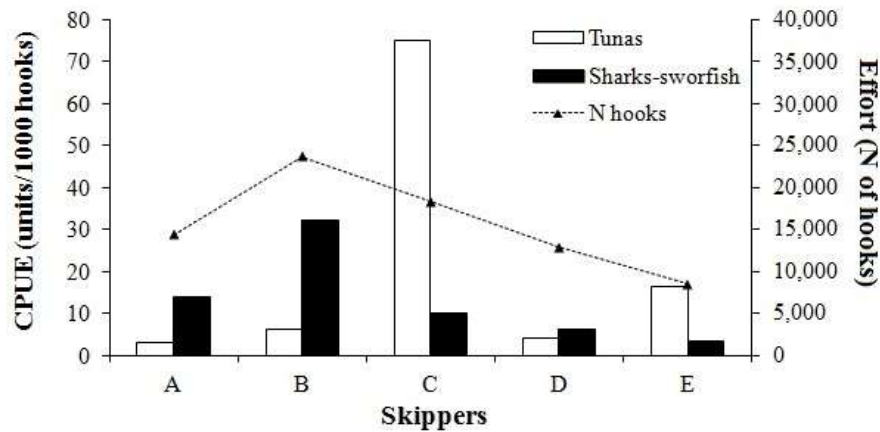 CPUE (units/1000 hooks)
80
70
60
50
40
30
20
10
0
Tunas
Sharks-sworfish
N hooks
40,000
35,000
30,000
25,000
20,000
15,000
10,000
5,000
0
Effort (N of
hooks)
A B C D E
Skippers